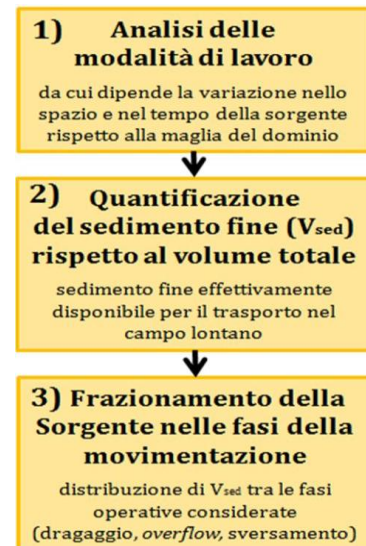 1) Analisi delle
modalità di lavoro
da cui dipende la variazione nello
spazio e nel tempo della sorgente
rispetto alla maglia del dominio
2) Quantificazione
del sedimento fine (Vsed)
rispetto al volume totale
sedimento fine effettivamente
disponibile per il trasporto nel
campo lontano
3) Frazionamento della
Sorgente nelle fasi della
movimentazione
distribuzione di Vsed tra le fasi
operative considerate
(dragaggio, overflow, sversamento)